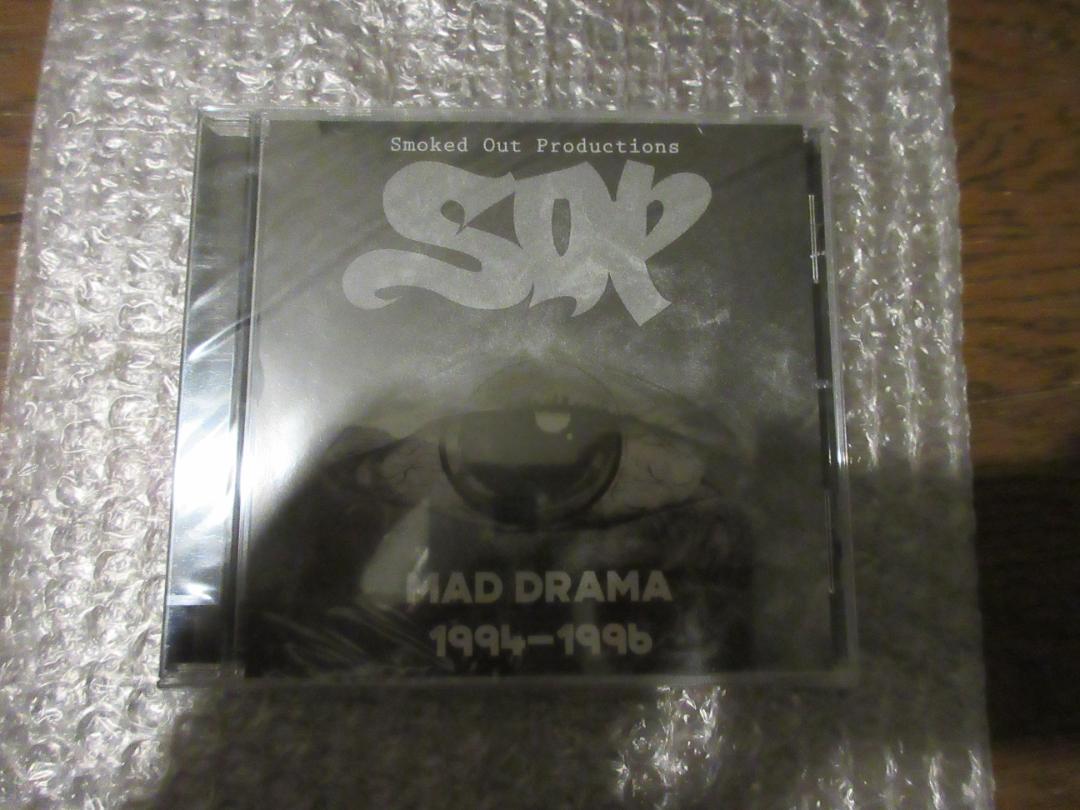 Smoked Out Productions
SOP
MAD DRAMA
1994-1996